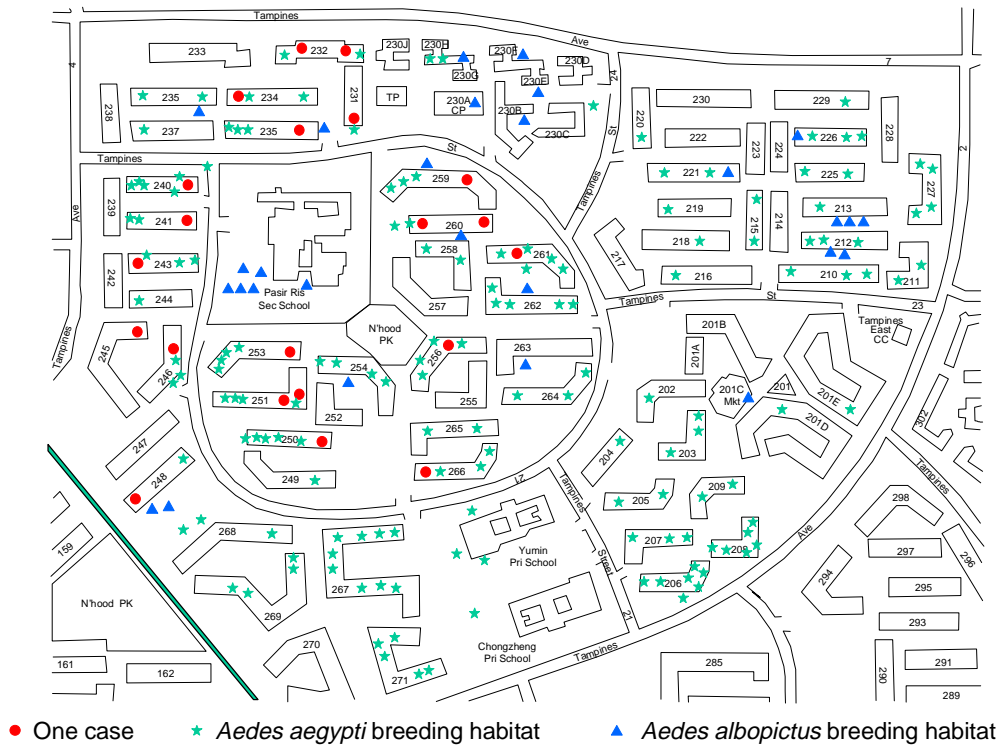 Tampines
Ave
7
4
24
2
233
232
230J
230H
230G
230F
230E
230D
TP
230A
CP
230B
230C
231
238
235
234
237
235
220
230
229
228
222
223
224
226
221
225
227
219
215
214
213
218
212
216
210
211
217
Tampines
St
St
Tampines
Ave
239
240
241
242
243
244
Pasir Ris
Sec School
259
260
258
261
257
262
N'hood
PK
Tampines
St
23
Tampines
East
CC
Tampines
245
246
253
254
256
263
251
252
255
264
250
265
249
266
247
248
201B
201A
202
201C
Mkt
201
201E
201D
203
204
302
205
209
207
208
206
Tampines
Street
21
21
Ave
Tampines
Tampines
159
268
267
269
270
271
N'hood PK
161
162
Yumin
Pri School
Chongzheng
Pri School
285
298
297
296
294
295
293
290
291
289
One case
Aedes aegypti breeding habitat
Aedes albopictus breeding habitat